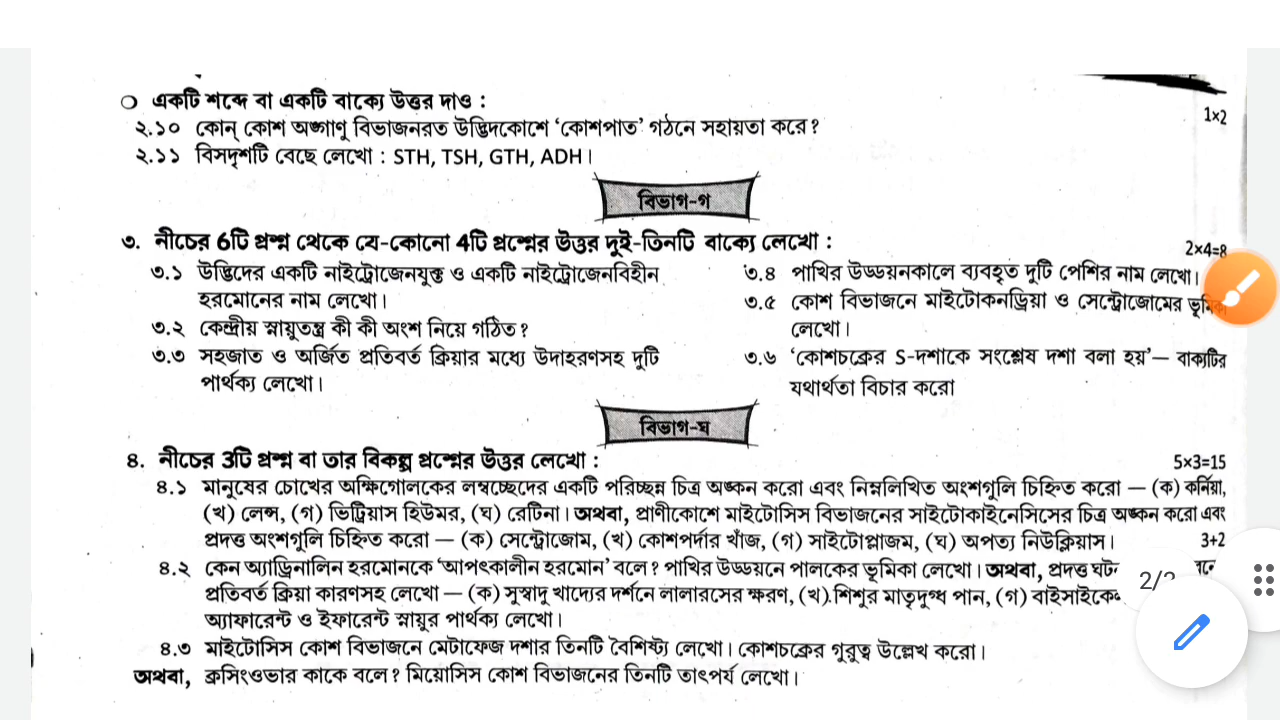 একটি শব্দে বা একটি বাক্যে উত্তর দাও :
1×2
২.১০ কোন্ কোশ অঙ্গাণু বিভাজনরত উদ্ভিদকোশে ‘কোশপাত’ গঠনে সহায়তা করে?
২.১১ বিসদৃশটি বেছে লেখো : STH, TSH, GTH, ADH।
বিভাগ-গ
৩. নীচের 6টি প্রশ্ন থেকে যে-কোনো 4টি প্রশ্নের উত্তর দুই-তিনটি বাক্যে লেখো :
2×4=8
৩.১ উদ্ভিদের একটি নাইট্রোজেনযুক্ত ও একটি নাইট্রোজেনবিহীন
হরমোনের নাম লেখো।
৩.২ কেন্দ্রীয় স্নায়ুতন্ত্র কী কী অংশ নিয়ে গঠিত?
৩.৩ সহজাত ও অর্জিত প্রতিবর্ত ক্রিয়ার মধ্যে উদাহরণসহ দুটি
পার্থক্য লেখো।
৩.৪ পাখির উড্ডয়নকালে ব্যবহৃত দুটি পেশির নাম লেখো।
৩.৫ কোশ বিভাজনে মাইটোকনড্রিয়া ও সেন্ট্রোজোমের ভূমিকা
লেখো।
৩.৬ ‘কোশচক্রের S-দশাকে সংশ্লেষ দশা বলা হয়’— বাক্যটির
যথার্থতা বিচার করো
বিভাগ-ঘ
৪. নীচের 3টি প্রশ্ন বা তার বিকল্প প্রশ্নের উত্তর লেখো :
5×3=15
৪.১ মানুষের চোখের অক্ষিগোলকের লম্বচ্ছেদের একটি পরিচ্ছন্ন চিত্র অঙ্কন করো এবং নিম্নলিখিত অংশগুলি চিহ্নিত করো — (ক) কর্নিয়া,
(খ) লেন্স, (গ) ভিট্রিয়াস হিউমর, (ঘ) রেটিনা। অথবা, প্রাণীকোশে মাইটোসিস বিভাজনের সাইটোকাইনেসিসের চিত্র অঙ্কন করো এবং
প্রদত্ত অংশগুলি চিহ্নিত করো — (ক) সেন্ট্রোজোম, (খ) কোশপর্দার খাঁজ, (গ) সাইটোপ্লাজম, (ঘ) অপত্য নিউক্লিয়াস।
3+2
৪.২ কেন অ্যাড্রিনালিন হরমোনকে ‘আপৎকালীন হরমোন’ বলে? পাখির উড্ডয়নে পালকের ভূমিকা লেখো। অথবা, প্রদত্ত
প্রতিবর্ত ক্রিয়া কারণসহ লেখো — (ক) সুস্বাদু খাদ্যের দর্শনে লালারসের ক্ষরণ, (খ) শিশুর মাতৃদুগ্ধ পান, (গ)
অ্যাফারেন্ট ও ইফারেন্ট স্নায়ুর পার্থক্য লেখো।
৪.৩ মাইটোসিস কোশ বিভাজনে মেটাফেজ দশার তিনটি বৈশিষ্ট্য লেখো। কোশচক্রের গুরুত্ব উল্লেখ করো।
অথবা, ক্রসিংওভার কাকে বলে? মিয়োসিস কোশ বিভাজনের তিনটি তাৎপর্য লেখো।